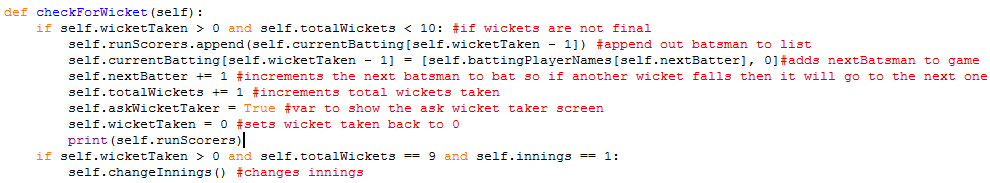 def checkForWicket(self):
    if self.wicketTaken > 0 and self.totalWickets < 10: #if wickets are not final
        self.runScorers.append(self.currentBatting[self.wicketTaken - 1]) #append out batsman to list
        self.currentBatting[self.wicketTaken - 1] = [self.battingPlayerNames[self.nextBatter], 0]#adds nextBatsman to game
        self.nextBatter += 1 #increments the next batsman to bat so if another wicket falls then it will go to the next one
        self.totalWickets += 1 #increments total wickets taken
        self.askWicketTaker = True #var to show the ask wicket taker screen
        self.wicketTaken = 0 #sets wicket taken back to 0
        print(self.runScorers)
    if self.wicketTaken > 0 and self.totalWickets == 9 and self.innings == 1:
        self.changeInnings() #changes innings